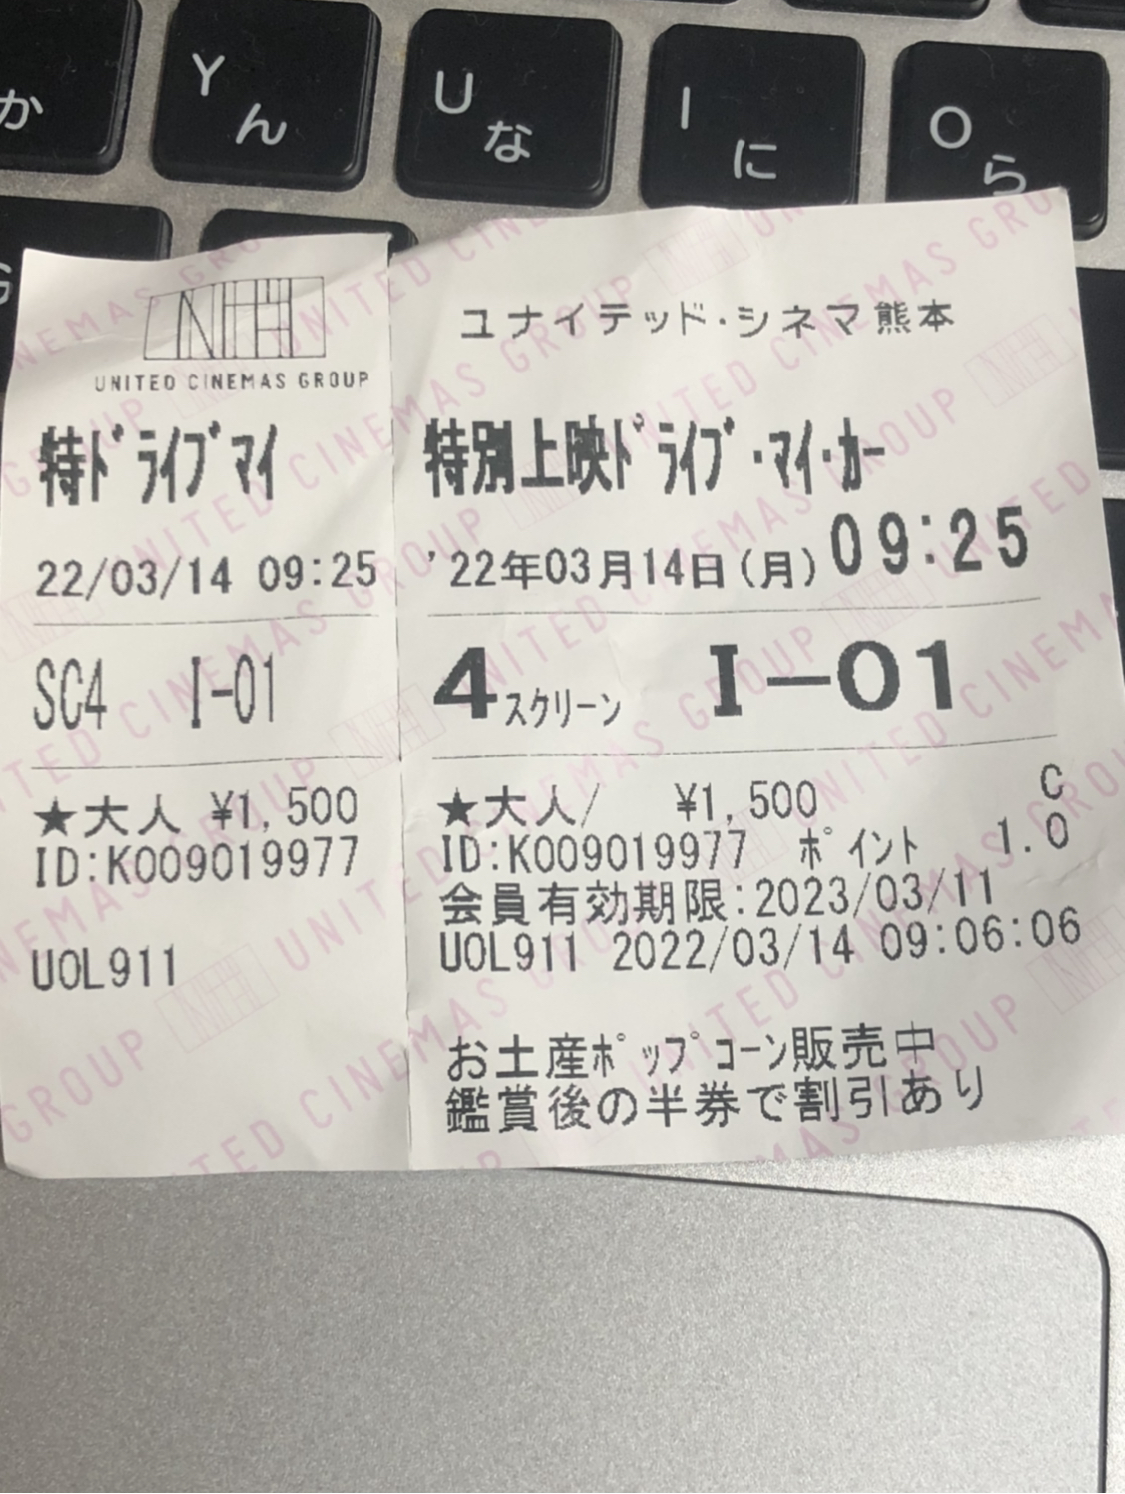 か
Y
ん
U
な
I
に
O
ら
G
UNITED CINEMAS GROUP
特ﾄﾞﾗｲﾌﾞﾏｲ
22/03/14 09:25
SC4 I-01
★大人 ¥1,500
ID:K009019977
UOL911
ユナイテッド・シネマ熊本
特別上映ﾄﾞﾗｲﾌﾞ・ﾏｲ・ｶｰ
'22年03月14日(月) 09:25
4スクリーン I-01
★大人/ ¥1,500 C
ID:K009019977 ﾎﾟｲﾝﾄ 1.0
会員有効期限:2023/03/11
UOL911 2022/03/14 09:06:06
お土産ﾎﾟｯﾌﾟｺｰﾝ販売中
鑑賞後の半券で割引あり